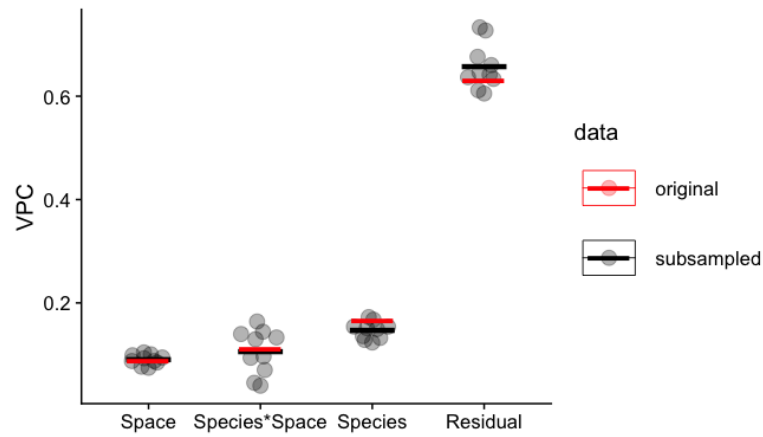 VPC
0.6
0.4
0.2
Space Species*Space Species Residual
data
original
subsampled